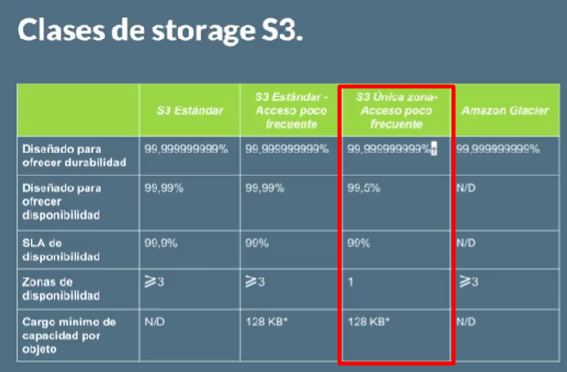 Clases de storage S3.
S3 Estándar
S3 Estándar -
Acceso poco
frecuente
S3 Única zona-
Acceso poco
frecuente
Amazon Glacier
Diseñado para
ofrecer durabilidad
99,999999999%
99,999999999%
99,999999999%†
99,999999999%
Diseñado para
ofrecer
disponibilidad
99,99%
99,99%
99,5%
N/D
SLA de
disponibilidad
99,9%
99%
99%
N/D
Zonas de
disponibilidad
≥3
≥3
1
≥3
Cargo mínimo de
capacidad por
objeto
N/D
128 KB*
128 KB*
N/D